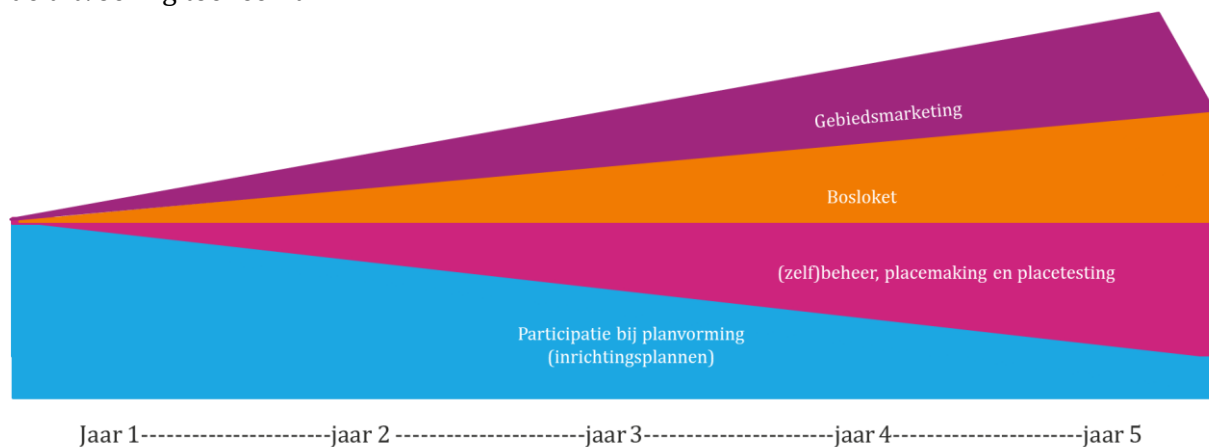 Gebiedsmarketing
Bosloket
(zelf)beheer, placemaking en placetesting
Participatie bij planvorming
(inrichtingsplannen)
Jaar 1-----------------------jaar 2 -----------------------jaar 3-----------------------jaar 4-----------------------jaar 5